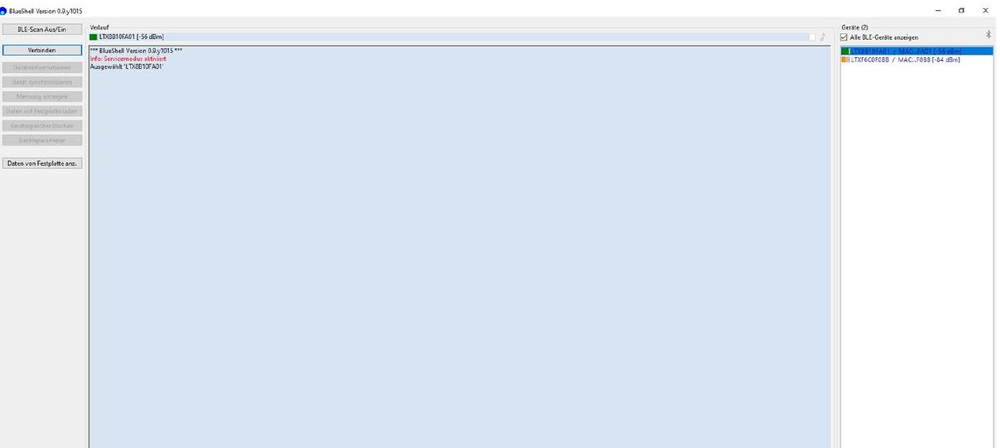 BlueShell Version 0.9.y1015
BLE-Scan Aus/Ein
Verbinden
Geräteinformationen
Gerät synchronisieren
Messung anzeigen
Daten auf Festplatte laden
Gerätespeicher löschen
Geräteparameter
Daten von Festplatte anz.
Verlauf
LTX8B10FA01 [-56 dBm]
*** BlueShell Version 0.9.y1015 ***
Info: Servicemodus aktiviert
Ausgewählt 'LTX8B10FA01'
Geräte (2)
Alle BLE-Geräte anzeigen
LTX8B10FA01 / MAC...FA01 [-56 dBm]
LTXF6C0F0BB / MAC...F0BB [-84 dBm]